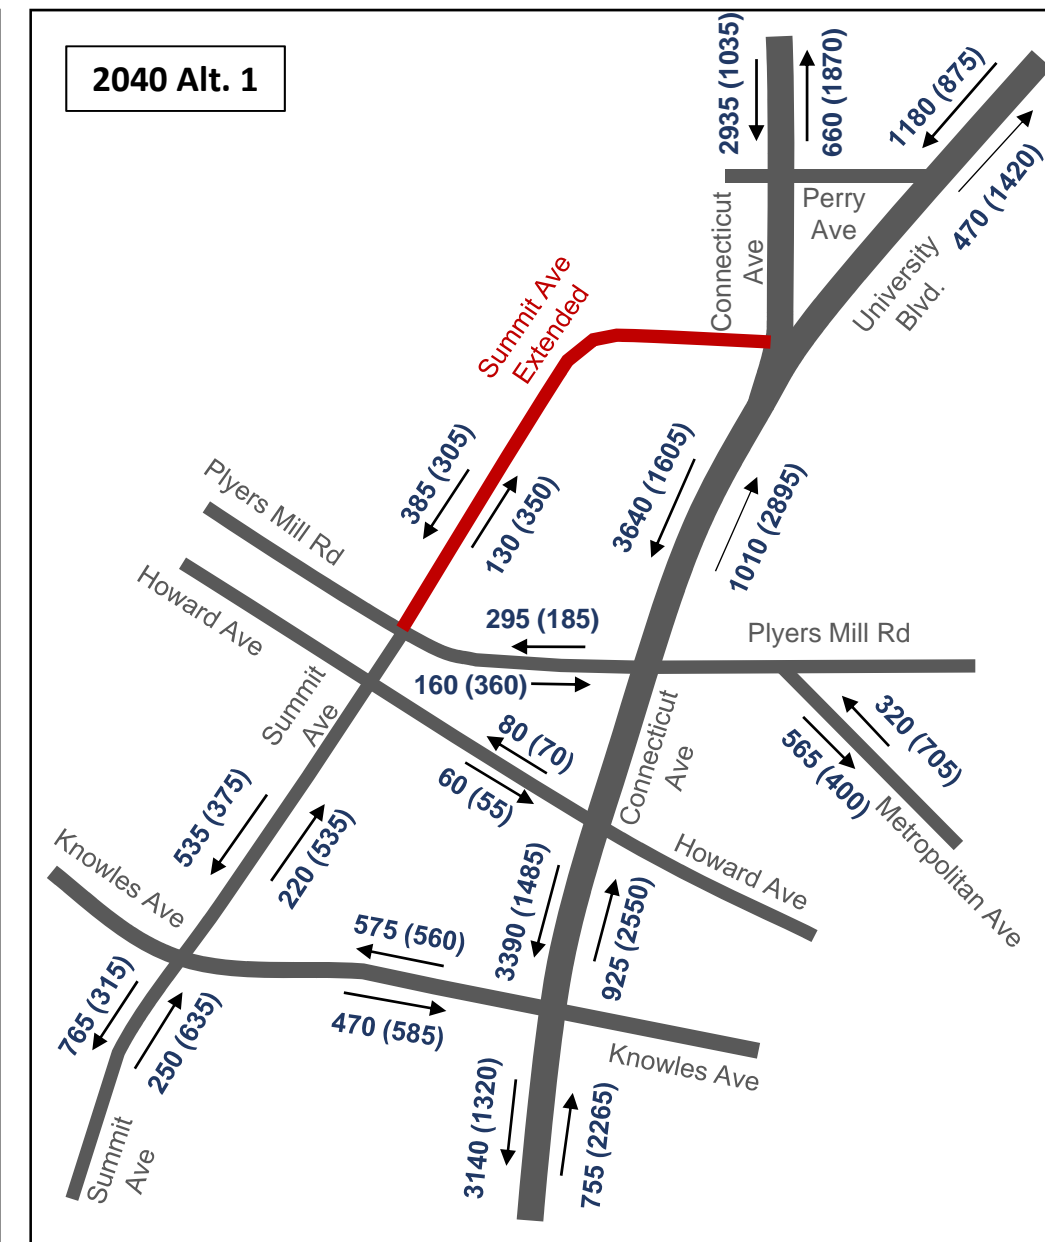 2040 Alt. 1
2935 (1035)
660 (1870)
1180 (875)
470 (1420)
Connecticut
Ave
Perry
Ave
University
Blvd.
Summit Ave
Extended
385 (305)
130 (350)
3640 (1605)
1010 (2895)
Plyers Mill Rd
Howard Ave
295 (185)
160 (360)
Plyers Mill Rd
Summit
Ave
80 (70)
60 (55)
Connecticut
Ave
320 (705)
565 (400)
Metropolitan Ave
535 (375)
220 (535)
Knowles Ave
Howard Ave
575 (560)
470 (585)
3390 (1485)
925 (2550)
765 (315)
250 (635)
Knowles Ave
3140 (1320)
755 (2265)
Summit
Ave